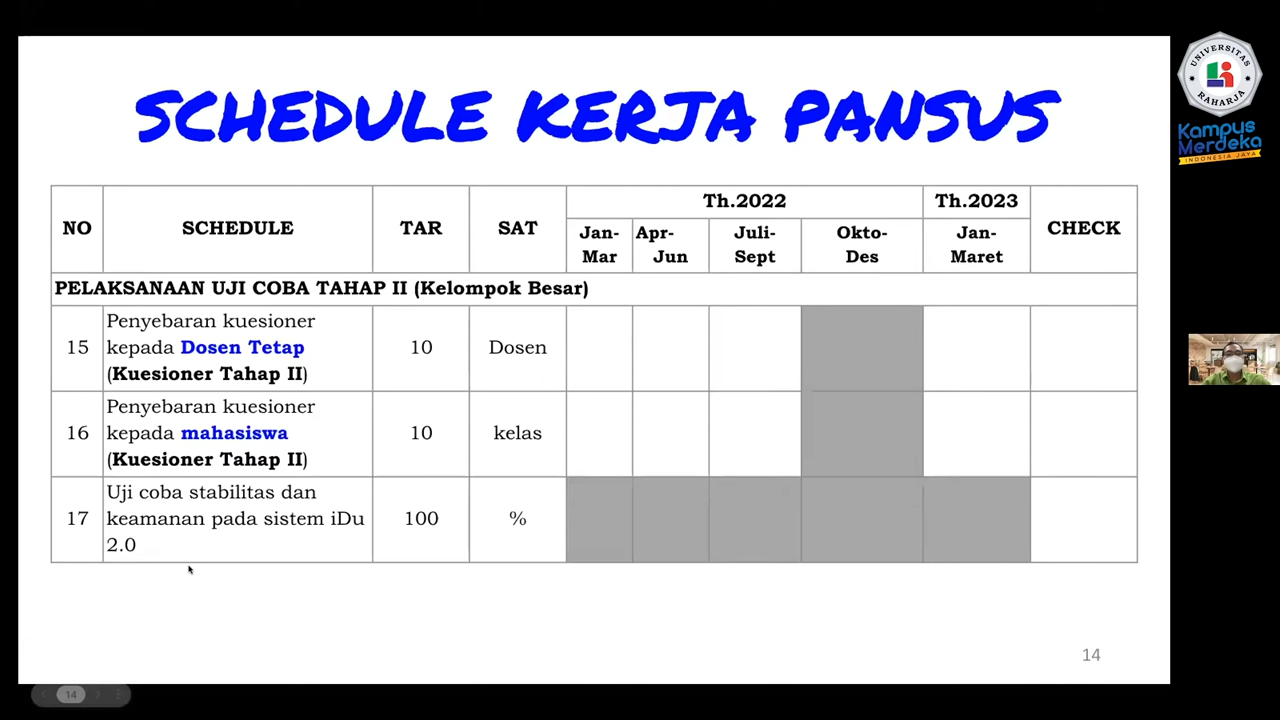 SCHEDULE KERJA PANSUS
NO SCHEDULE TAR SAT Th.2022 Th.2023 CHECK
Jan-Mar Apr-Jun Juli-Sept Okto-Des Jan-Maret
PELAKSANAAN UJI COBA TAHAP II (Kelompok Besar)
15 Penyebaran kuesioner kepada Dosen Tetap (Kuesioner Tahap II) 10 Dosen
16 Penyebaran kuesioner kepada mahasiswa (Kuesioner Tahap II) 10 kelas
17 Uji coba stabilitas dan keamanan pada sistem iDu 2.0 100 %
14
14
UNIVERSITAS
RAHARJA
Kampus
Merdeka
INDONESIA JAYA